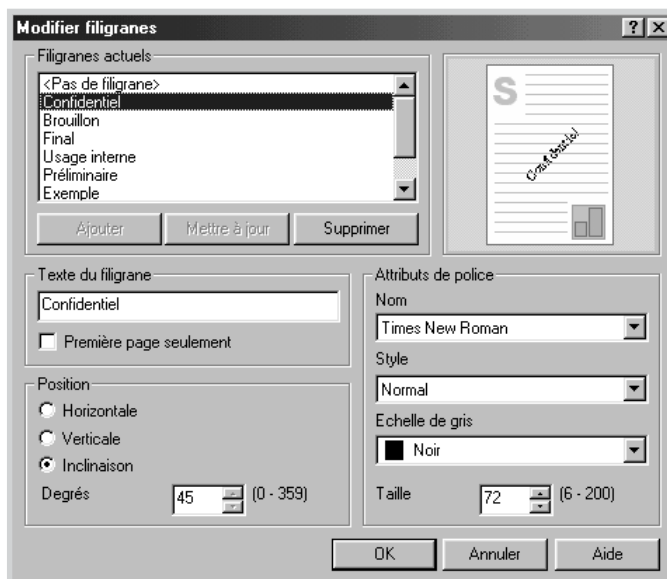 Modifier filigranes
Filigranes actuels
<Pas de filigrane>
Confidentiel
Brouillon
Final
Usage interne
Préliminaire
Exemple
Ajouter
Mettre à jour
Supprimer
S
Confidentiel
Texte du filigrane
Confidentiel
Première page seulement
Position
Horizontale
Verticale
Inclinaison
Degrés 45 (0 - 359)
Attributs de police
Nom
Times New Roman
Style
Normal
Echelle de gris
Noir
Taille 72 (6 - 200)
OK
Annuler
Aide